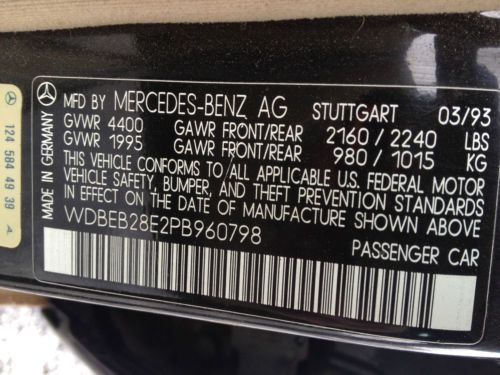 MFD BY MERCEDES-BENZ AG STUTTGART 03/93
GVWR 4400 GAWR FRONT/REAR 2160 / 2240 LBS
GVWR 1995 GAWR FRONT/REAR 980 / 1015 KG
THIS VEHICLE CONFORMS TO ALL APPLICABLE U.S. FEDERAL MOTOR
VEHICLE SAFETY, BUMPER, AND THEFT PREVENTION STANDARDS
IN EFFECT ON THE DATE OF MANUFACTURE SHOWN ABOVE
WDBEB28E2PB960798
PASSENGER CAR
MADE IN GERMANY
124 584 49 39 A